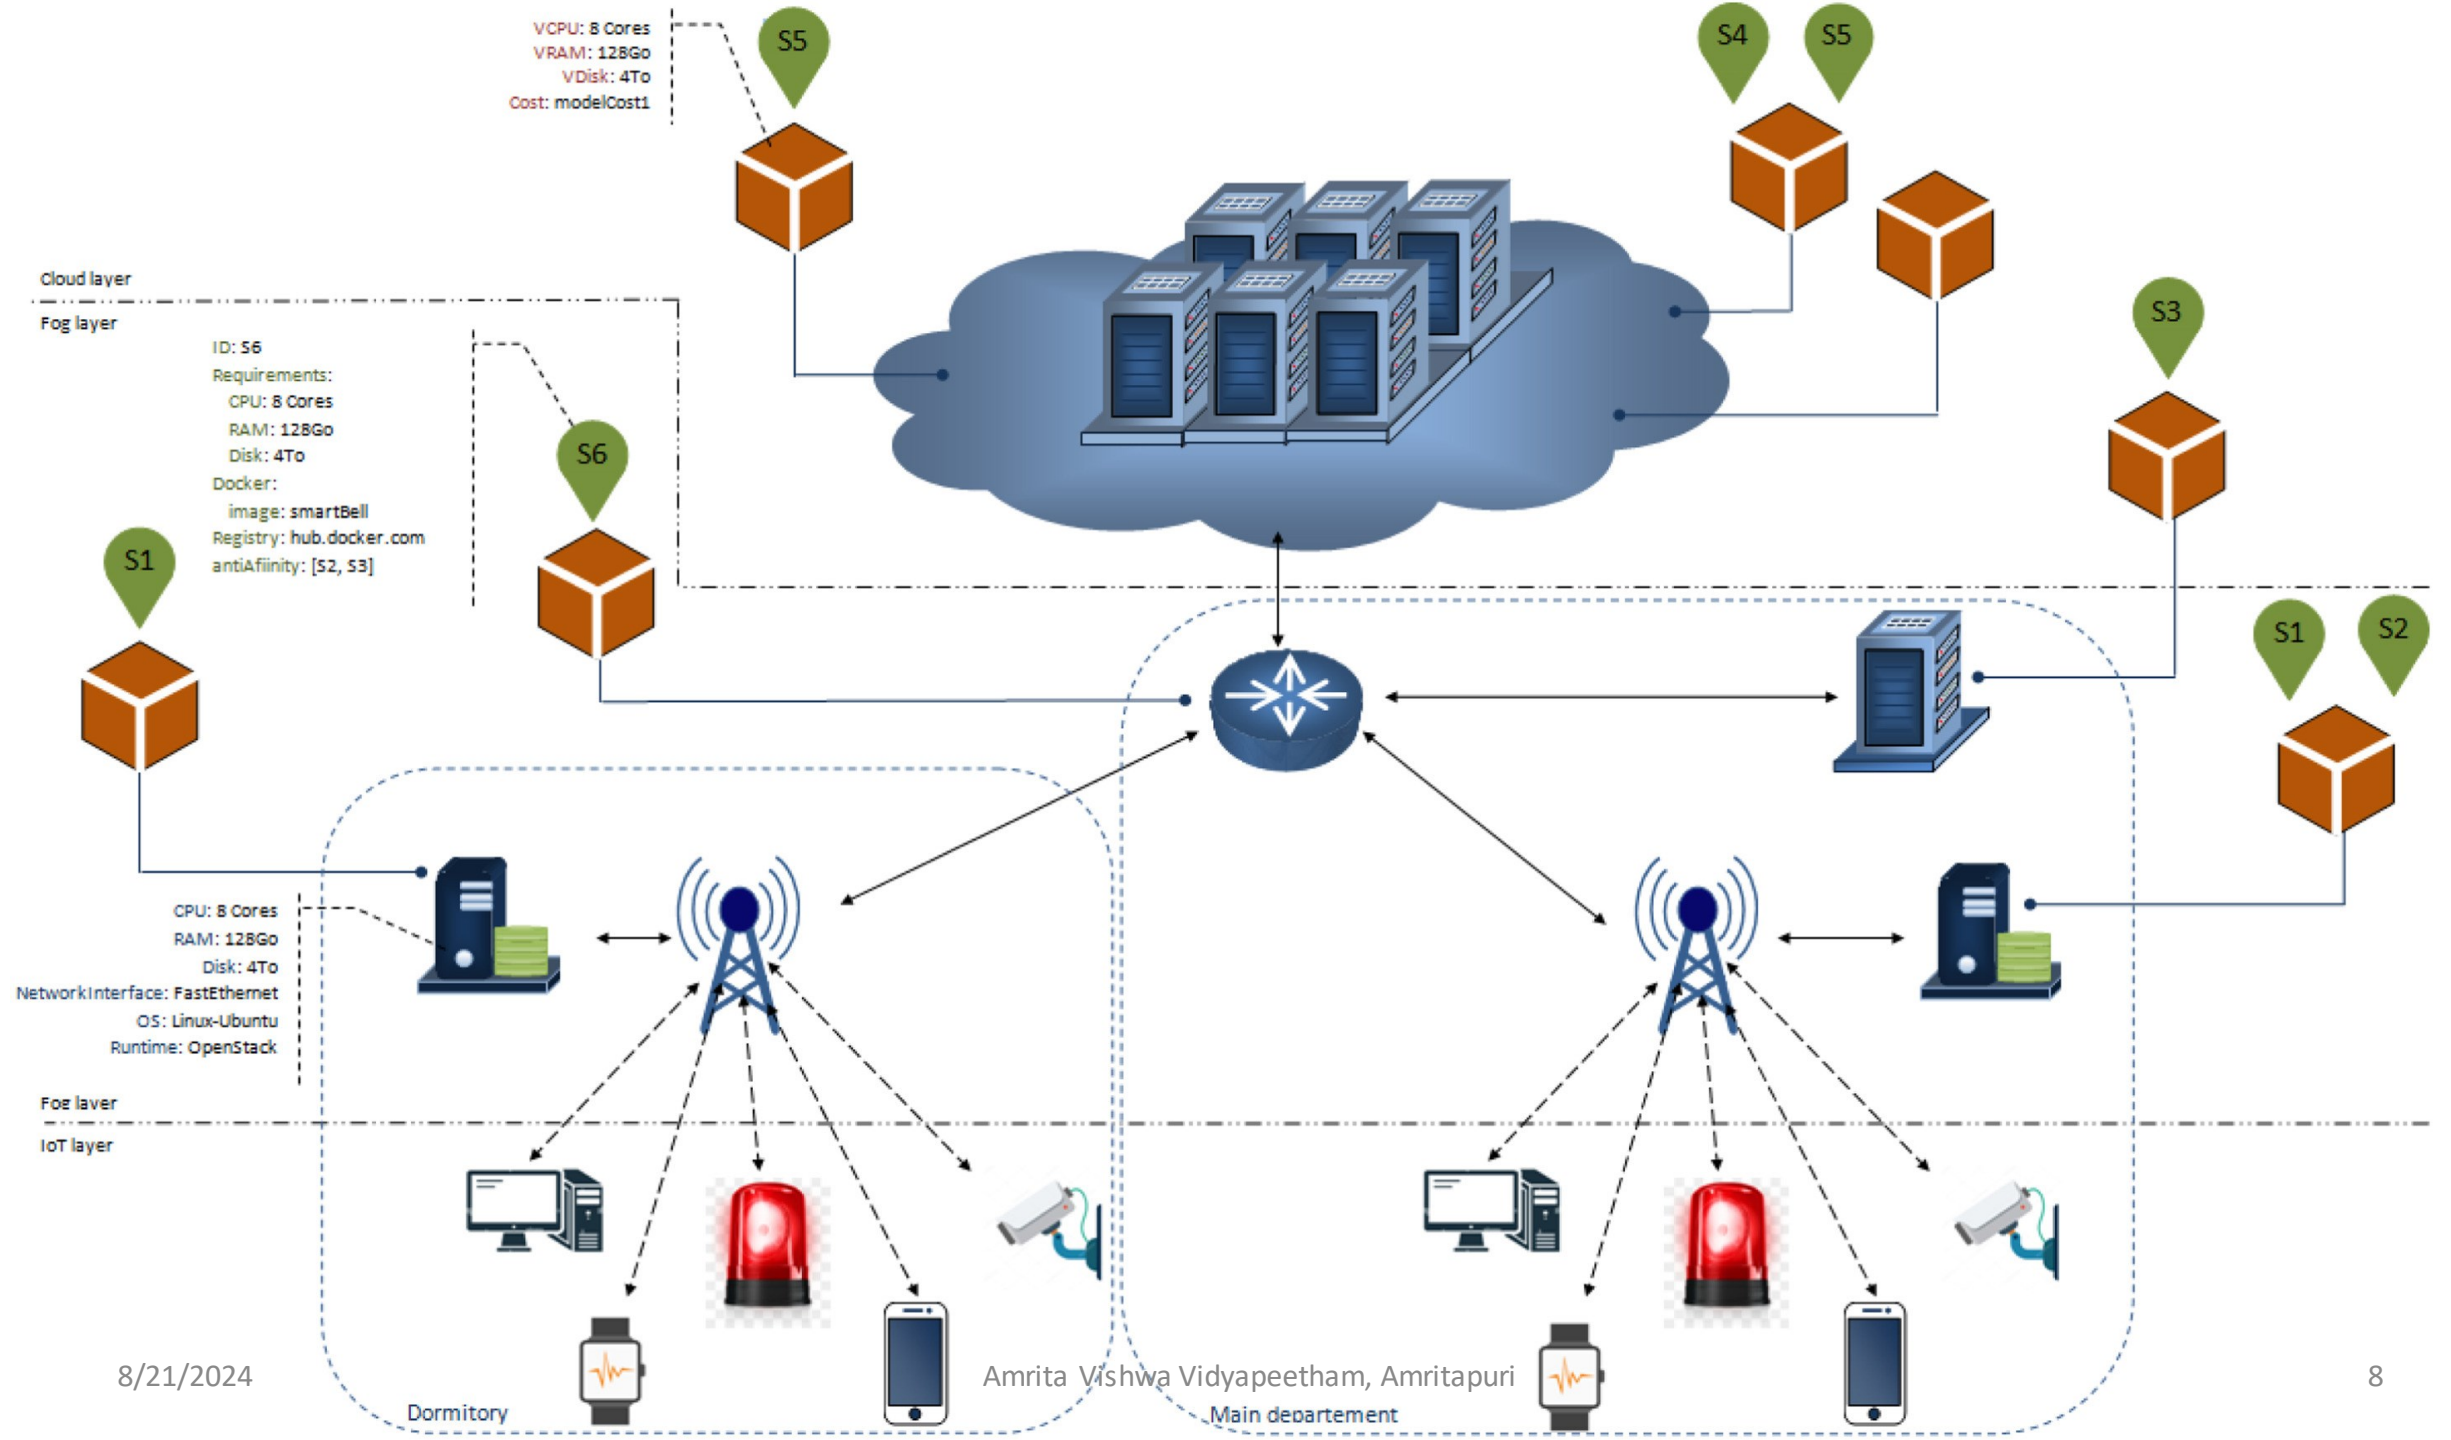 VCPU: 8 Cores
VRAM: 128Go
VDisk: 4To
Cost: modelCost1
S5
S4
S5
Cloud layer
Fog layer
S3
ID: S6
Requirements:
CPU: 8 Cores
RAM: 128Go
Disk: 4To
Docker:
image: smartBell
Registry: hub.docker.com
antiAfiinity: [S2, S3]
S6
S1
S1
S2
CPU: 8 Cores
RAM: 128Go
Disk: 4To
NetworkInterface: FastEthernet
OS: Linux-Ubuntu
Runtime: OpenStack
Fog layer
IoT layer
8/21/2024
Amrita Vishwa Vidyapeetham, Amritapuri
8
Dormitory
Main departement